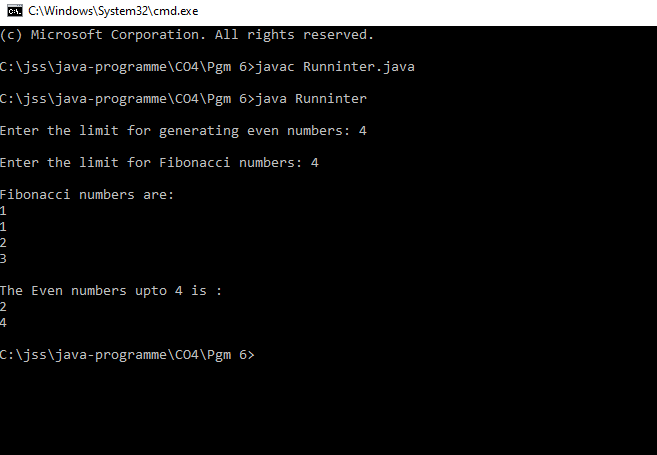 C:\Windows\System32\cmd.exe
(c) Microsoft Corporation. All rights reserved.
C:\jss\java-programme\CO4\Pgm 6>javac Runninter.java
C:\jss\java-programme\CO4\Pgm 6>java Runninter
Enter the limit for generating even numbers: 4
Enter the limit for Fibonacci numbers: 4
Fibonacci numbers are:
1
1
2
3
The Even numbers upto 4 is :
2
4
C:\jss\java-programme\CO4\Pgm 6>